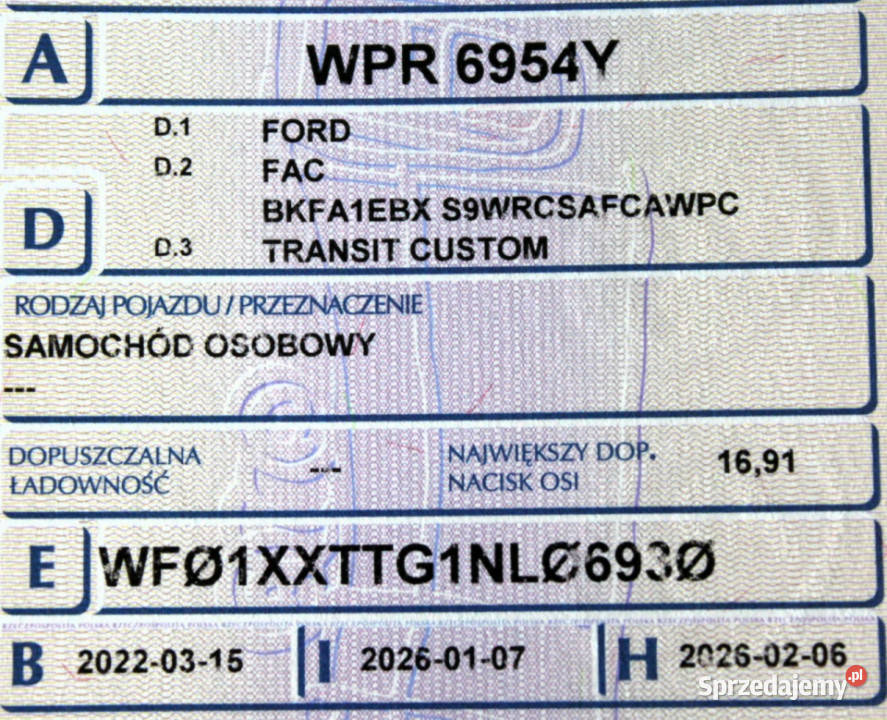 A WPR 6954Y
D.1 FORD
D.2 FAC
BKFA1EBX S9WRCSAFCAWPC
D
D.3 TRANSIT CUSTOM
RODZAJ POJAZDU / PRZEZNACZENIE
SAMOCHÓD OSOBOWY
---
DOPUSZCZALNA ŁADOWNOŚĆ --- NAJWIĘKSZY DOP. NACISK OSI 16,91
E WFØ1XXTTG1NLØ693Ø
B 2022-03-15 I 2026-01-07 H 2026-02-06
Sprzedajemy.pl